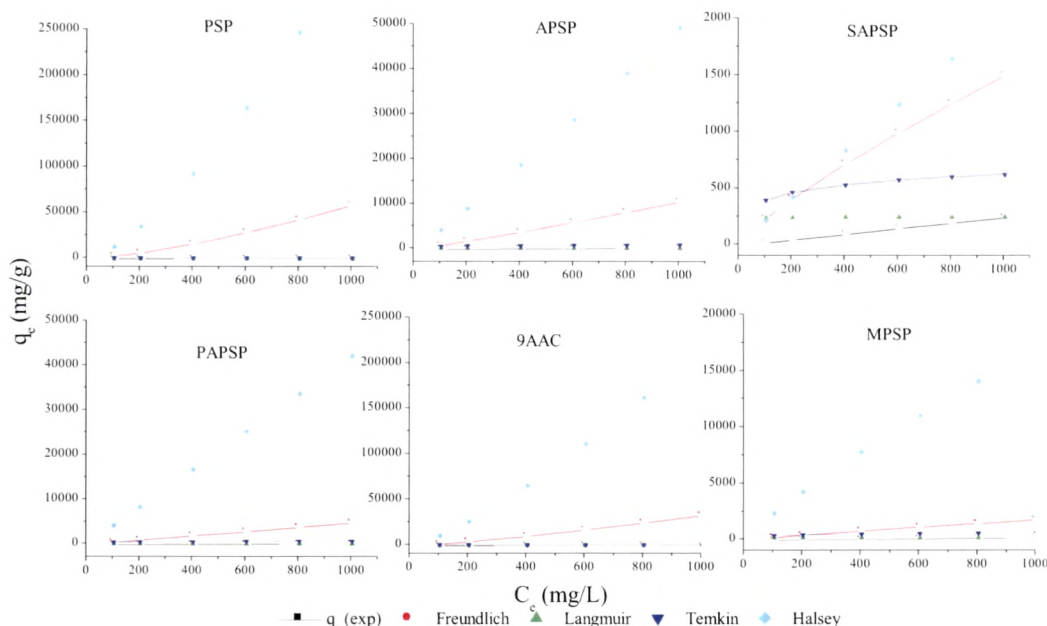 PSP
250000
200000
150000
100000
50000
0
0 200 400 600 800 1000
APSP
50000
40000
30000
20000
10000
0
0 200 400 600 800 1000
SAPSP
2000
1500
1000
500
0
0 200 400 600 800 1000
qe (mg/g)
PAPSP
50000
40000
30000
20000
10000
0
0 200 400 600 800 1000
9AAC
250000
200000
150000
100000
50000
0
0 200 400 600 800 1000
MPSP
20000
15000
10000
5000
0
0 200 400 600 800 1000
Ce (mg/L)
q (exp) Freundlich Langmuir Temkin Halsey